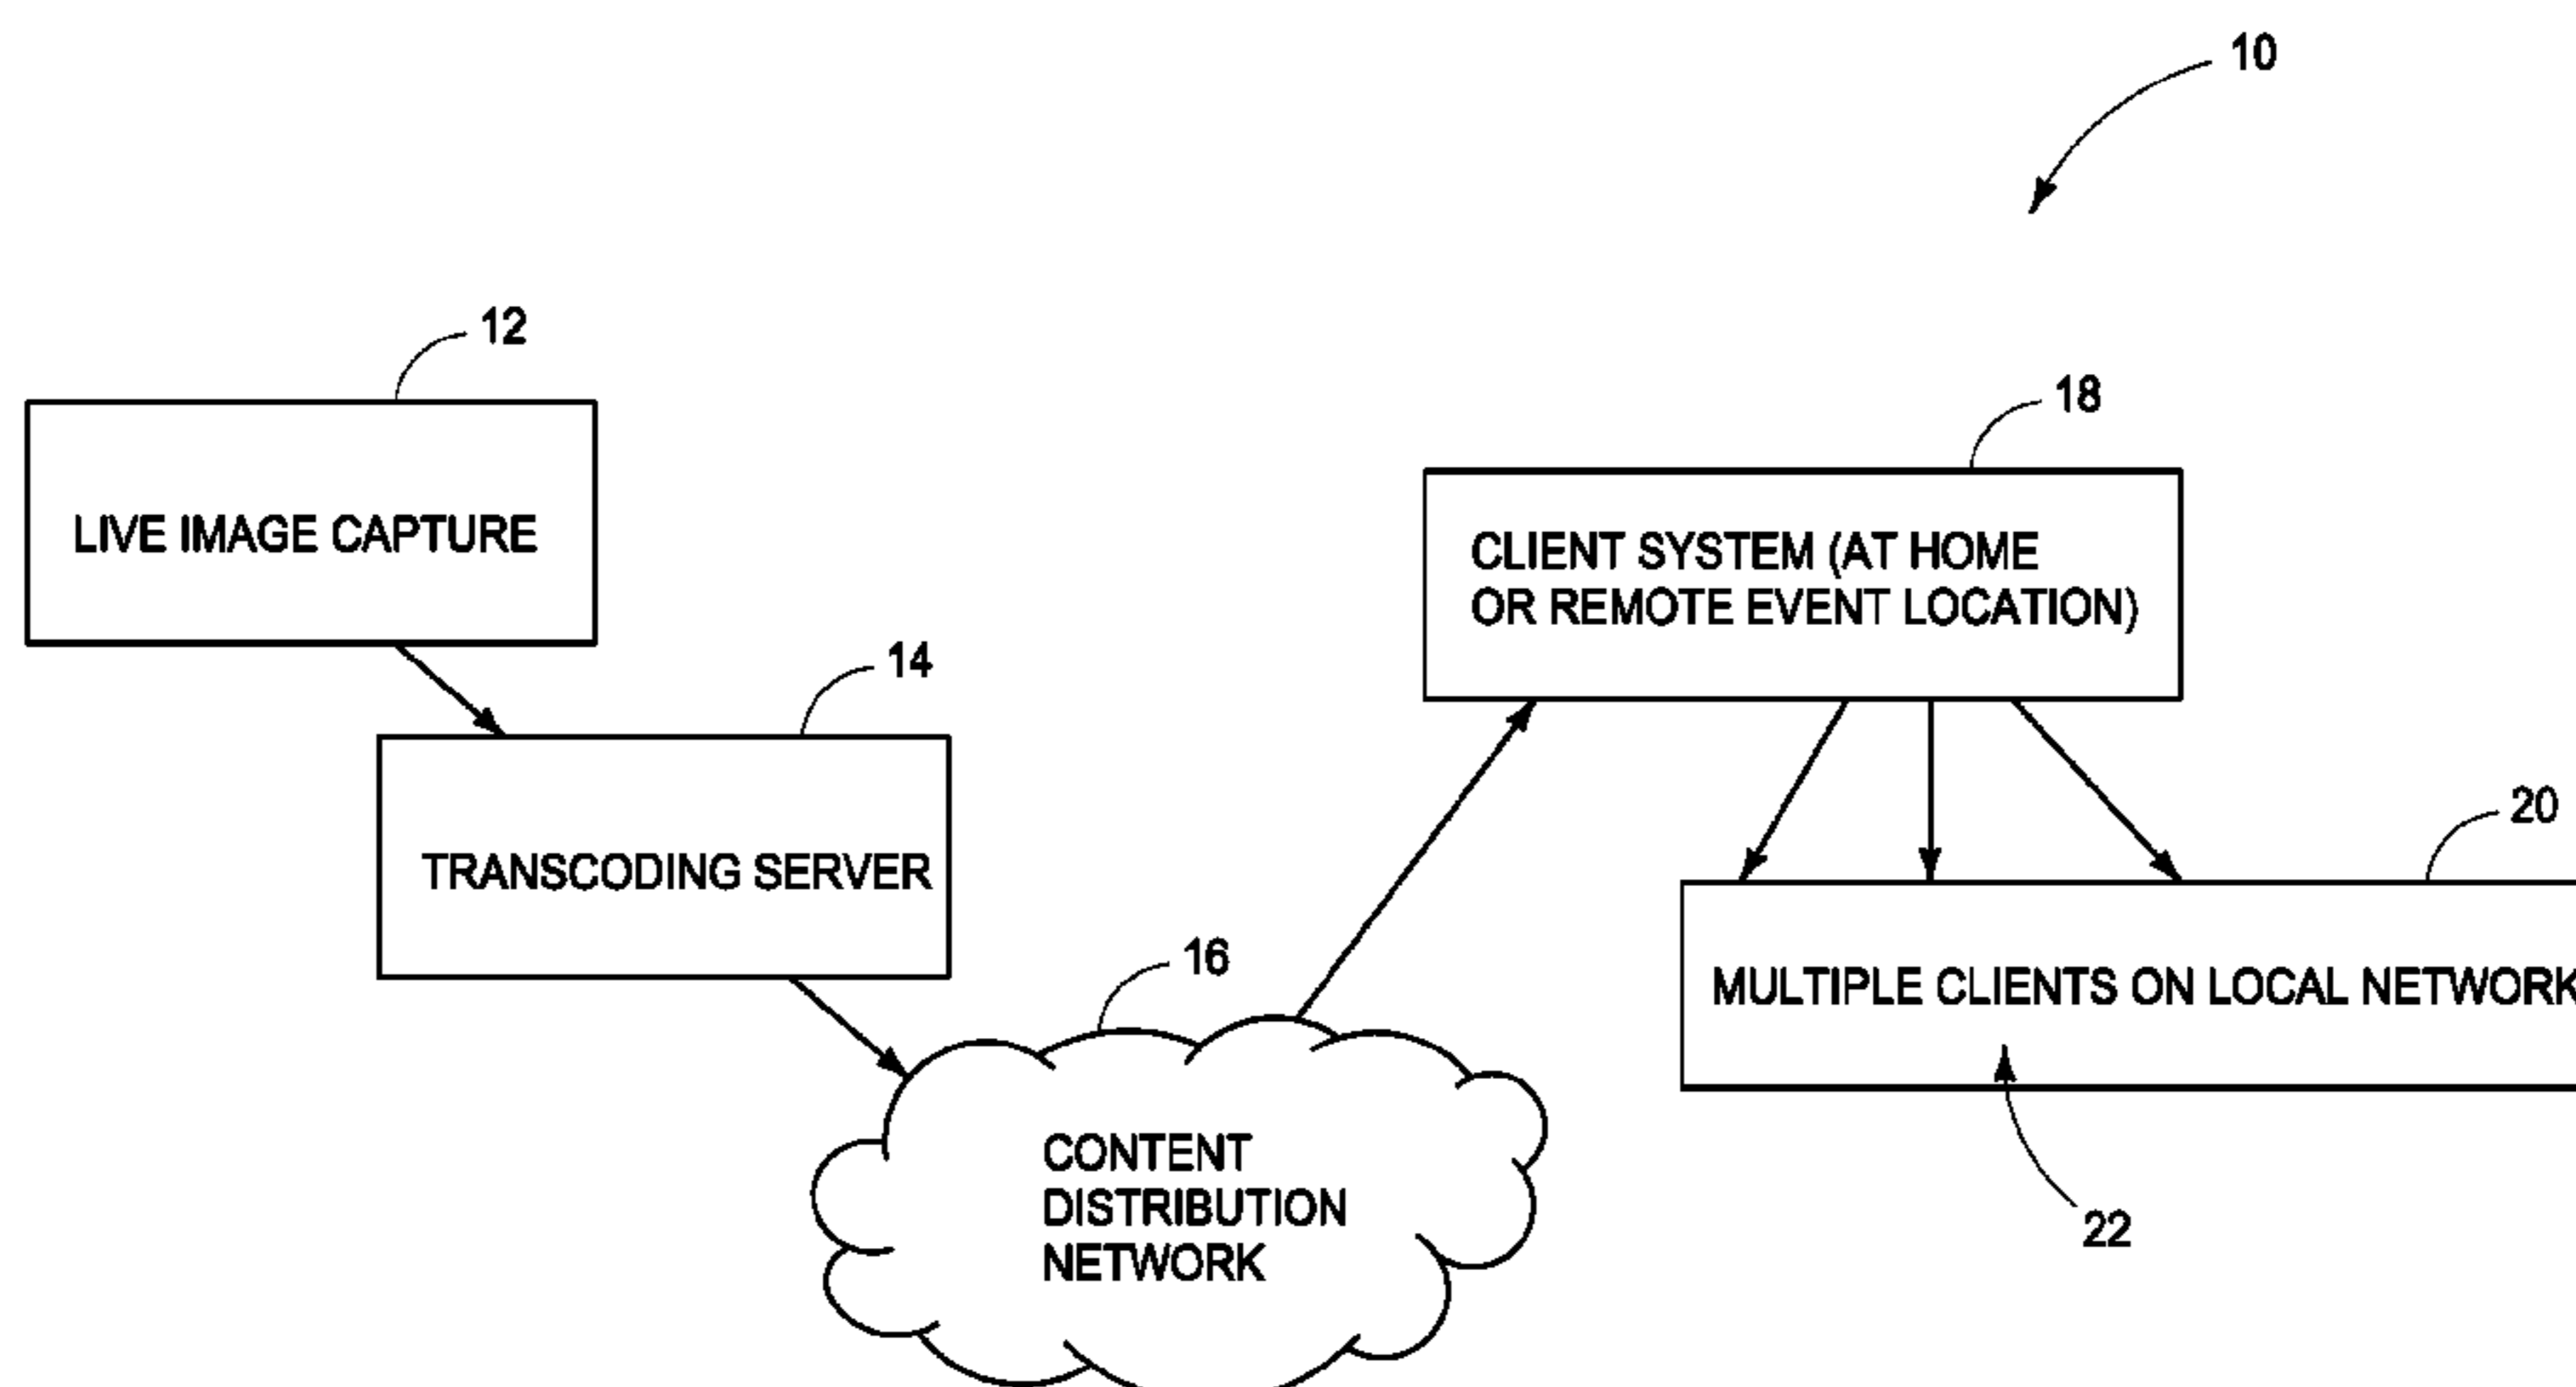 10
12
LIVE IMAGE CAPTURE
14
TRANSCODING SERVER
16
CONTENT
DISTRIBUTION
NETWORK
18
CLIENT SYSTEM (AT HOME
OR REMOTE EVENT LOCATION)
20
MULTIPLE CLIENTS ON LOCAL NETWORK
22